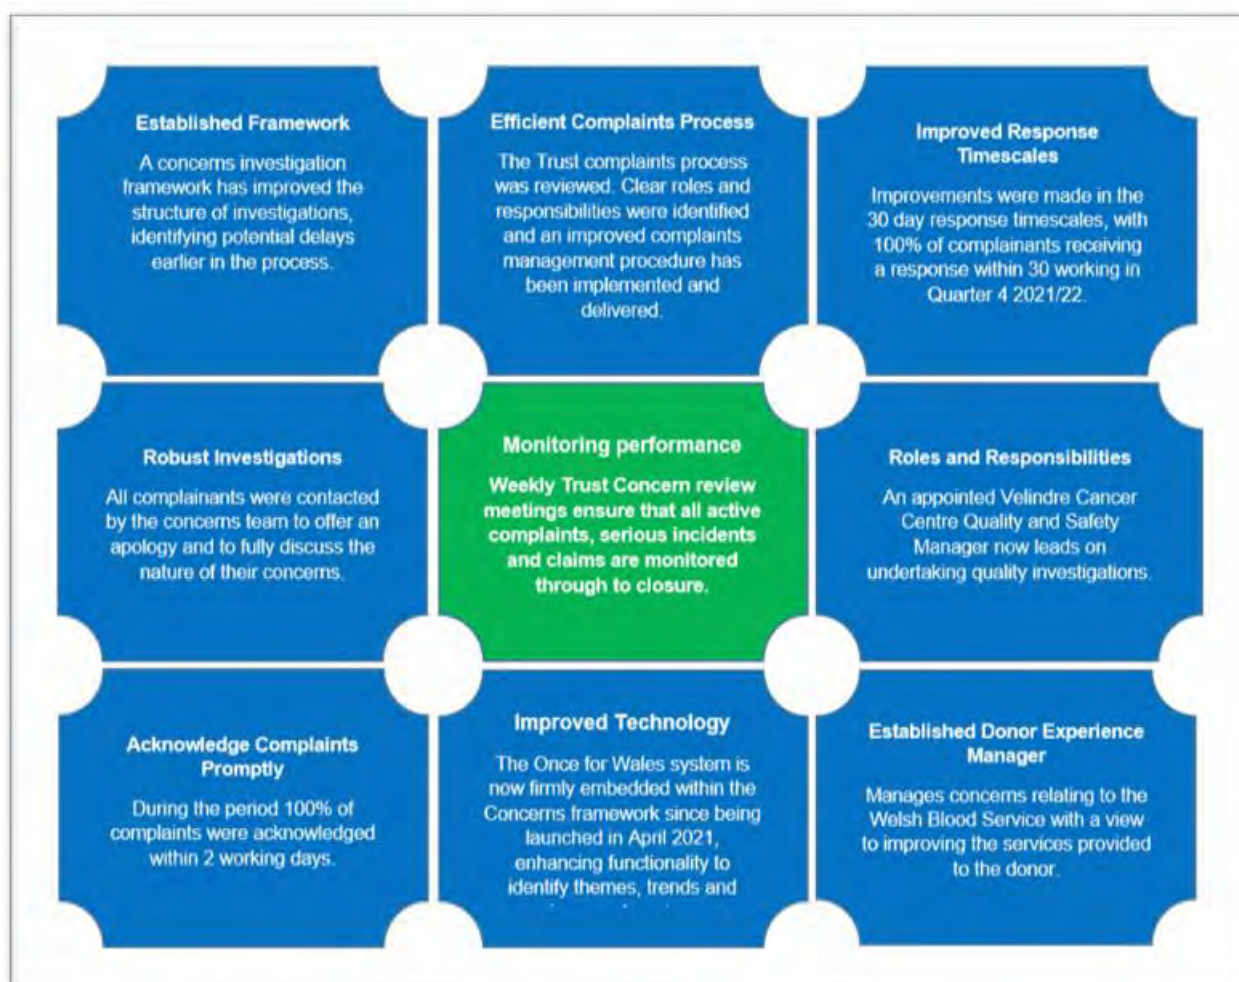 Established Framework
A concerns investigation
framework has improved the
structure of investigations,
identifying potential delays
earlier in the process.
Efficient Complaints Process
The Trust complaints process
was reviewed. Clear roles and
responsibilities were identified
and an improved complaints
management procedure has
been implemented and
delivered.
Improved Response
Timescales
Improvements were made in the
30 day response timescales, with
100% of complainants receiving
a response within 30 working in
Quarter 4 2021/22.
Robust Investigations
All complainants were contacted
by the concerns team to offer an
apology and to fully discuss the
nature of their concerns.
Monitoring performance
Weekly Trust Concern review
meetings ensure that all active
complaints, serious incidents
and claims are monitored
through to closure.
Roles and Responsibilities
An appointed Velindre Cancer
Centre Quality and Safety
Manager now leads on
undertaking quality investigations.
Acknowledge Complaints
Promptly
During the period 100% of
complaints were acknowledged
within 2 working days.
Improved Technology
The Once for Wales system is
now firmly embedded within the
Concerns framework since being
launched in April 2021,
enhancing functionality to
identify themes, trends and
Established Donor Experience
Manager
Manages concerns relating to the
Welsh Blood Service with a view
to improving the services provided
to the donor.